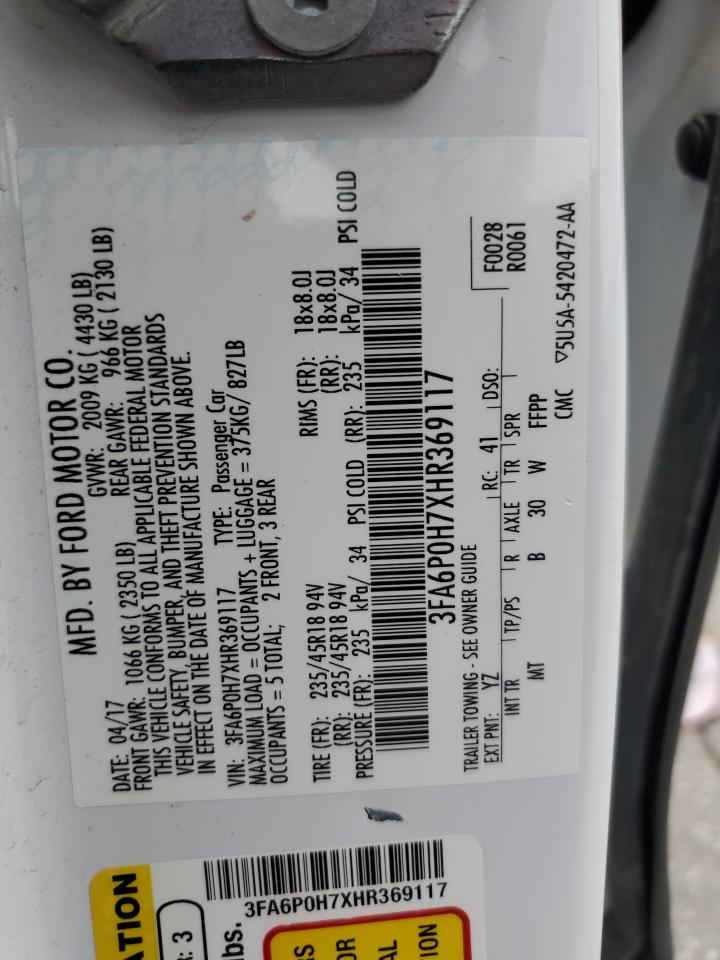 MFD. BY FORD MOTOR CO.
DATE: 04/17 GVWR: 2009 KG ( 4430 LB)
FRONT GAWR: 1066 KG ( 2350 LB) REAR GAWR: 966 KG ( 2130 LB)
THIS VEHICLE CONFORMS TO ALL APPLICABLE FEDERAL MOTOR
VEHICLE SAFETY, BUMPER, AND THEFT PREVENTION STANDARDS
IN EFFECT ON THE DATE OF MANUFACTURE SHOWN ABOVE.
VIN: 3FA6P0H7XHR369117 TYPE: Passenger Car
MAXIMUM LOAD = OCCUPANTS + LUGGAGE = 375KG/ 827LB
OCCUPANTS = 5 TOTAL; 2 FRONT, 3 REAR
TIRE (FR): 235/45R18 94V RIMS (FR): 18x8.0J
(RR): 235/45R18 94V (RR): 18x8.0J
PRESSURE (FR): 235 kPa/ 34 PSI COLD (RR): 235 kPa/ 34 PSI COLD
3FA6P0H7XHR369117
TRAILER TOWING - SEE OWNER GUIDE
EXT PNT: YZ RC: 41 DSO: F0028
R0061
INT TR TP/PS R AXLE TR SPR
MT B 30 W FFPP
CMC ▽5U5A-5420472-AA
3FA6P0H7XHR369117
ATION
R: 3
lbs.